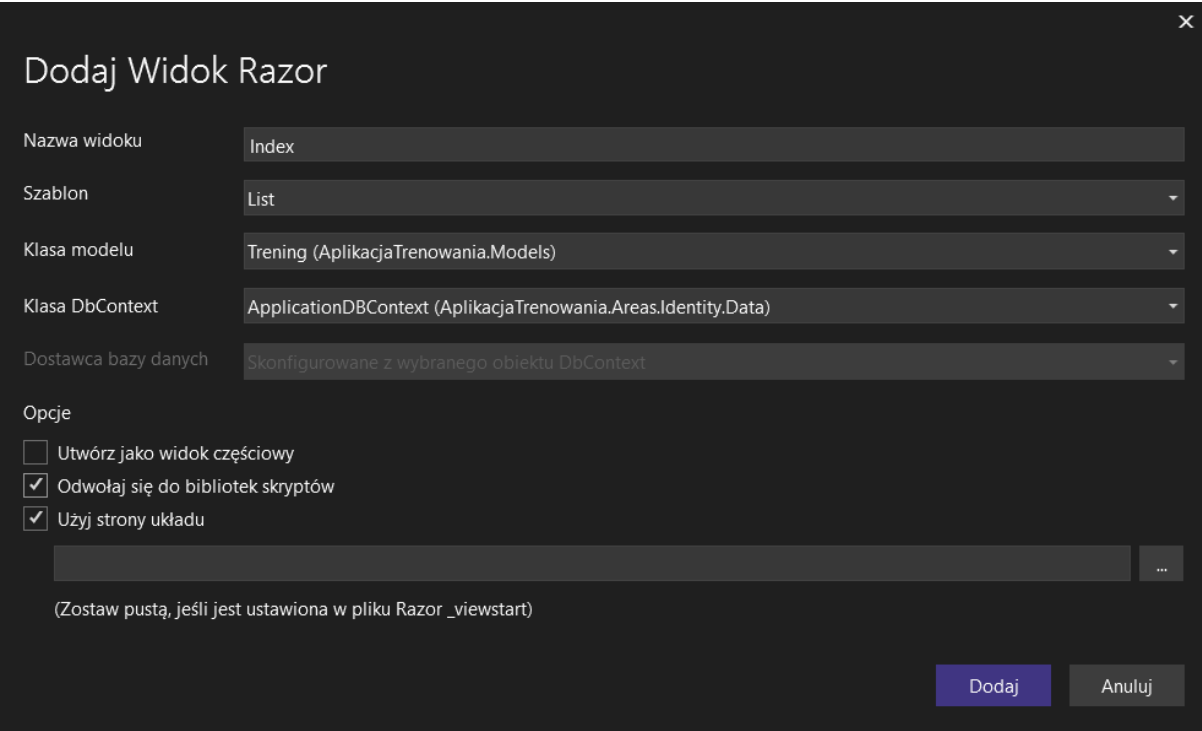 Dodaj Widok Razor
Nazwa widoku
Index
Szablon
List
Klasa modelu
Trening (AplikacjaTrenowania.Models)
Klasa DbContext
ApplicationDBContext (AplikacjaTrenowania.Areas.Identity.Data)
Dostawca bazy danych
Skonfigurowane z wybranego obiektu DbContext
Opcje
Utwórz jako widok częściowy
Odwołaj się do bibliotek skryptów
Użyj strony układu
...
(Zostaw pustą, jeśli jest ustawiona w pliku Razor _viewstart)
Dodaj
Anuluj